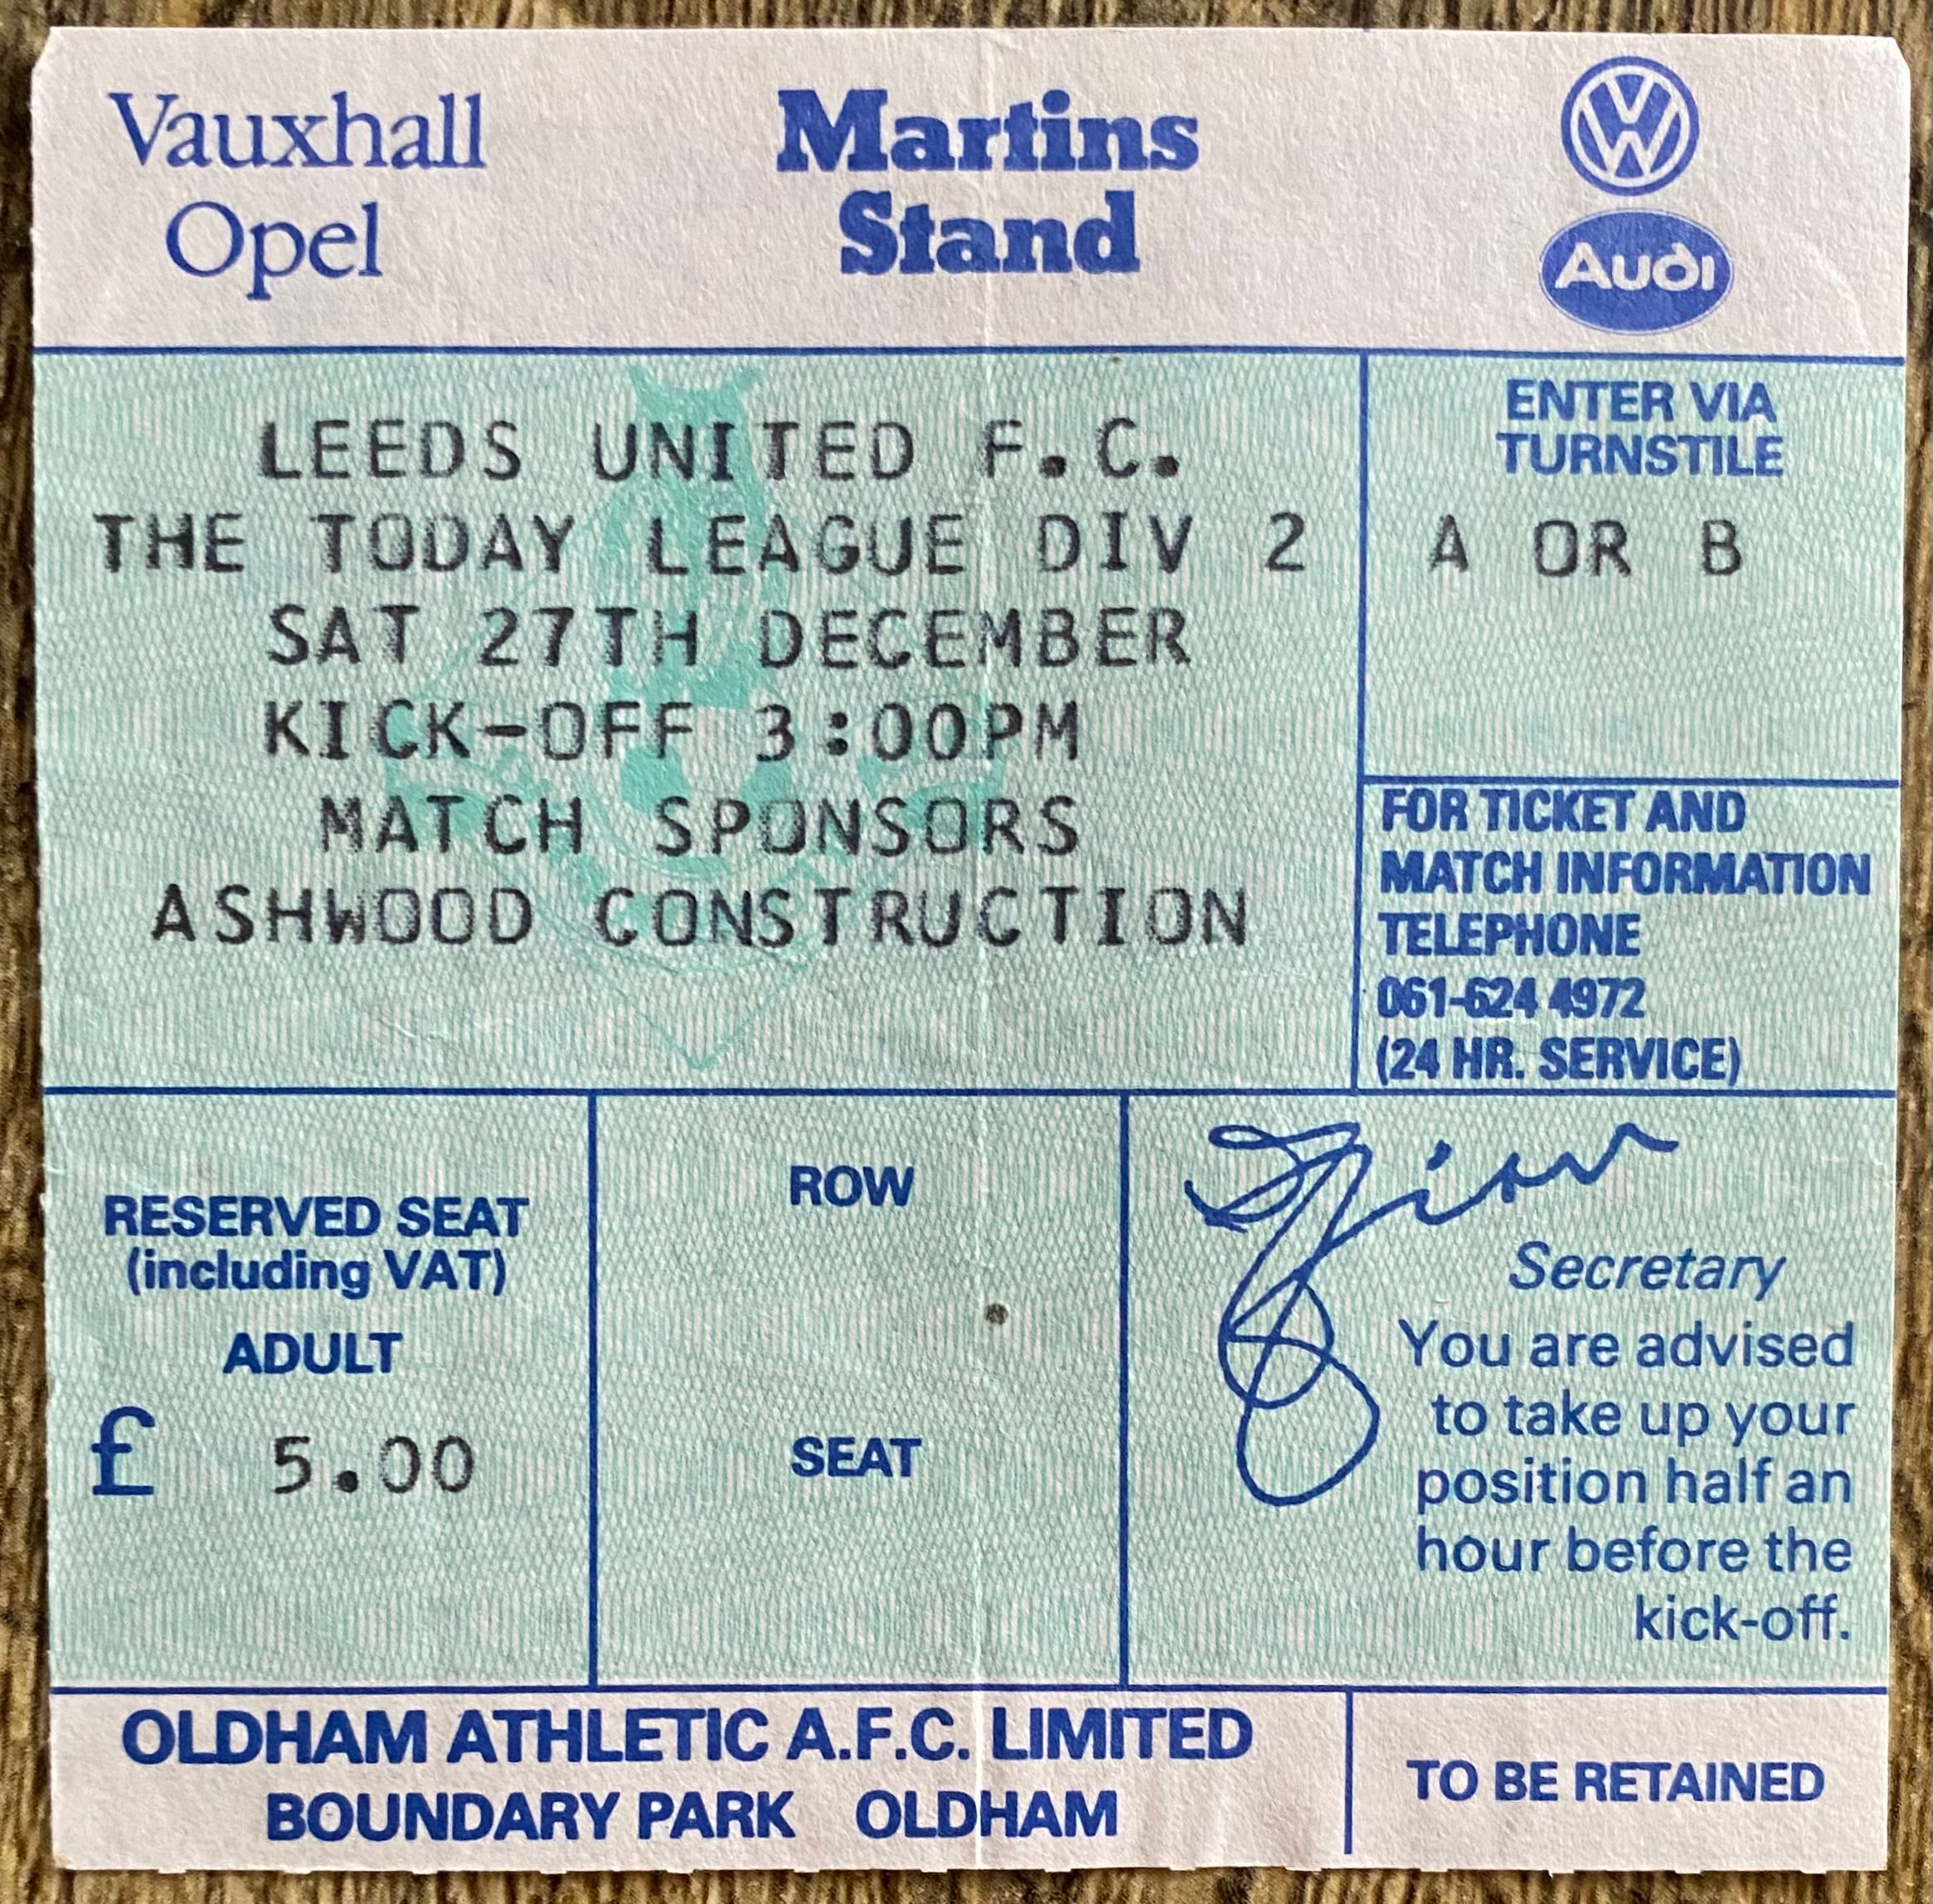 Vauxhall
Opel
Martins
Stand
VW
Audi
LEEDS UNITED F.C.
THE TODAY LEAGUE DIV 2
SAT 27TH DECEMBER
KICK-OFF 3:00PM
MATCH SPONSORS
ASHWOOD CONSTRUCTION
ENTER VIA
TURNSTILE
A OR B
FOR TICKET AND
MATCH INFORMATION
TELEPHONE
061-624 4972
(24 HR. SERVICE)
RESERVED SEAT
(including VAT)
ADULT
£ 5.00
ROW
SEAT
Secretary
You are advised
to take up your
position half an
hour before the
kick-off.
OLDHAM ATHLETIC A.F.C. LIMITED
BOUNDARY PARK OLDHAM
TO BE RETAINED